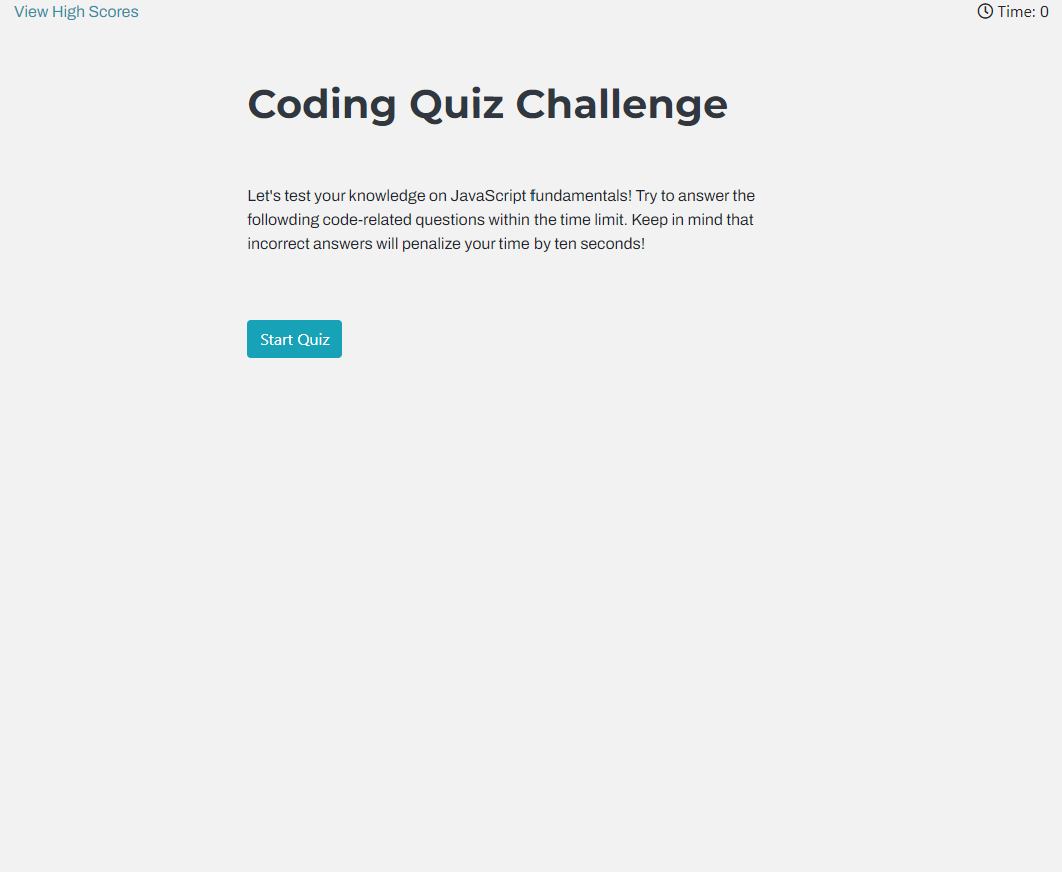 View High Scores
Time: 0
Coding Quiz Challenge
Let's test your knowledge on JavaScript fundamentals! Try to answer the
followding code-related questions within the time limit. Keep in mind that
incorrect answers will penalize your time by ten seconds!
Start Quiz